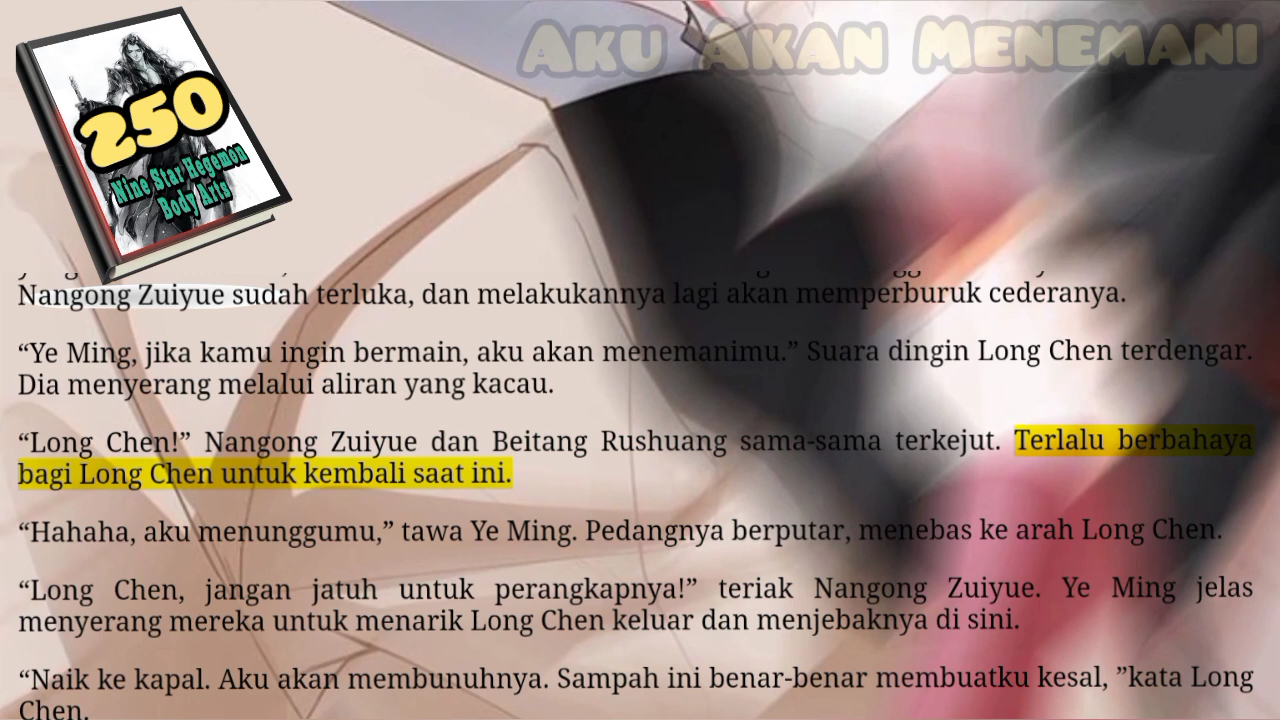 Aku Akan Menemani
250
Nine Star Hegemon
Body Arts
Nangong Zuiyue sudah terluka, dan melakukannya lagi akan memperburuk cederanya.
“Ye Ming, jika kamu ingin bermain, aku akan menemanimu.” Suara dingin Long Chen terdengar.
Dia menyerang melalui aliran yang kacau.
“Long Chen!” Nangong Zuiyue dan Beitang Rushuang sama-sama terkejut. Terlalu berbahaya
bagi Long Chen untuk kembali saat ini.
“Hahaha, aku menunggumu,” tawa Ye Ming. Pedangnya berputar, menebas ke arah Long Chen.
“Long Chen, jangan jatuh untuk perangkapnya!” teriak Nangong Zuiyue. Ye Ming jelas
menyerang mereka untuk menarik Long Chen keluar dan menjebaknya di sini.
“Naik ke kapal. Aku akan membunuhnya. Sampah ini benar-benar membuatku kesal, ”kata Long
Chen.